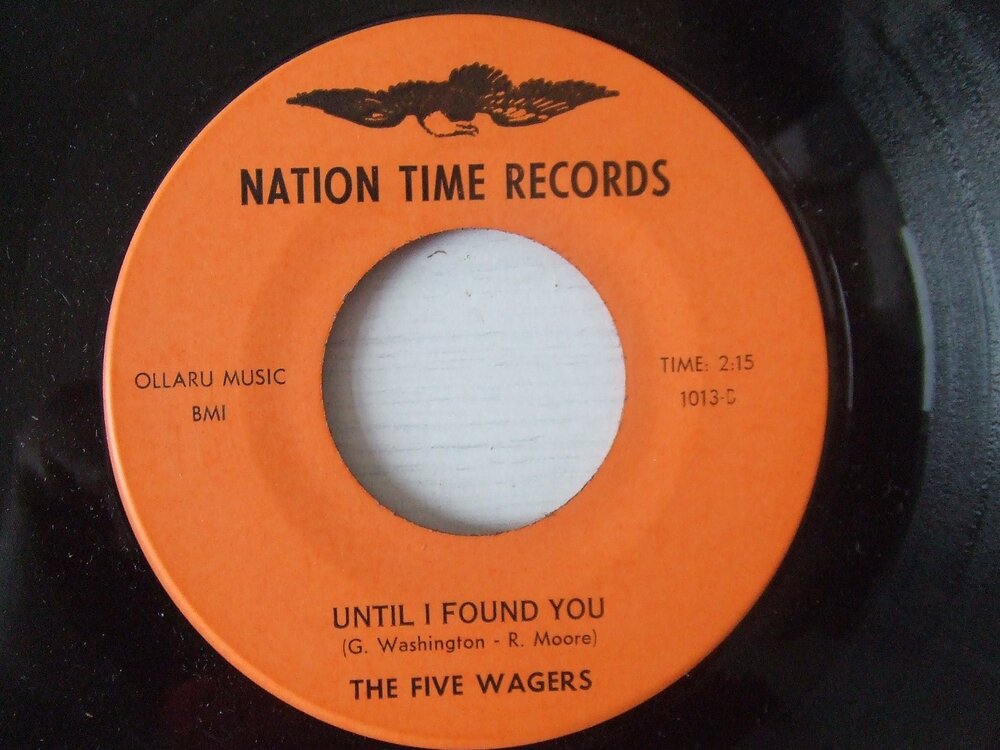 NATION TIME RECORDS
OLLARU MUSIC
BMI
TIME: 2:15
1013-B
UNTIL I FOUND YOU
(G. Washington - R. Moore)
THE FIVE WAGERS